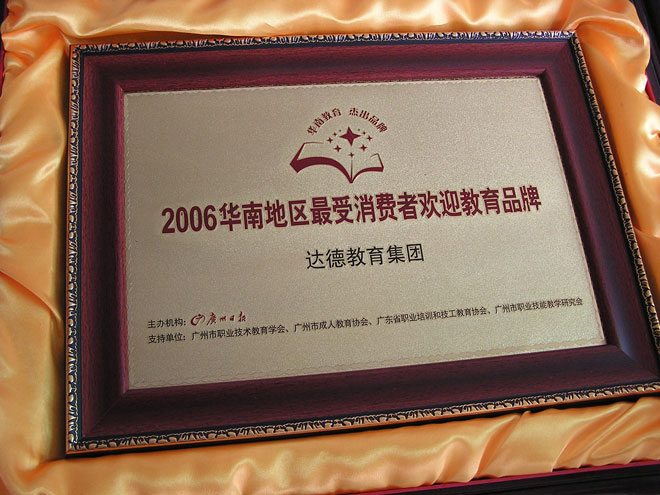 华南教育 杰出品牌
2006华南地区最受消费者欢迎教育品牌
达德教育集团
主办机构: 广州日报
支持单位: 广州市职业技术教育学会、广州市成人教育协会、广东省职业培训和技工教育协会、广州市职业技能教学研究会